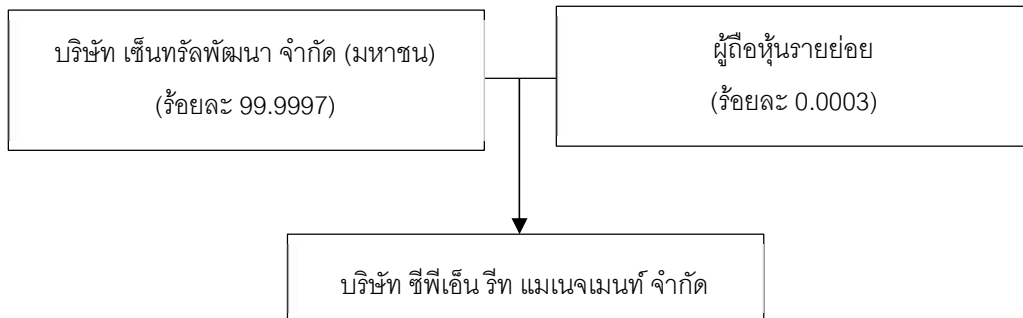 บริษัท เซ็นทรัลพัฒนา จำกัด (มหาชน)
(ร้อยละ 99.9997)
ผู้ถือหุ้นรายย่อย
(ร้อยละ 0.0003)
บริษัท ซีพีเอ็น รีท แมเนจเมนท์ จำกัด